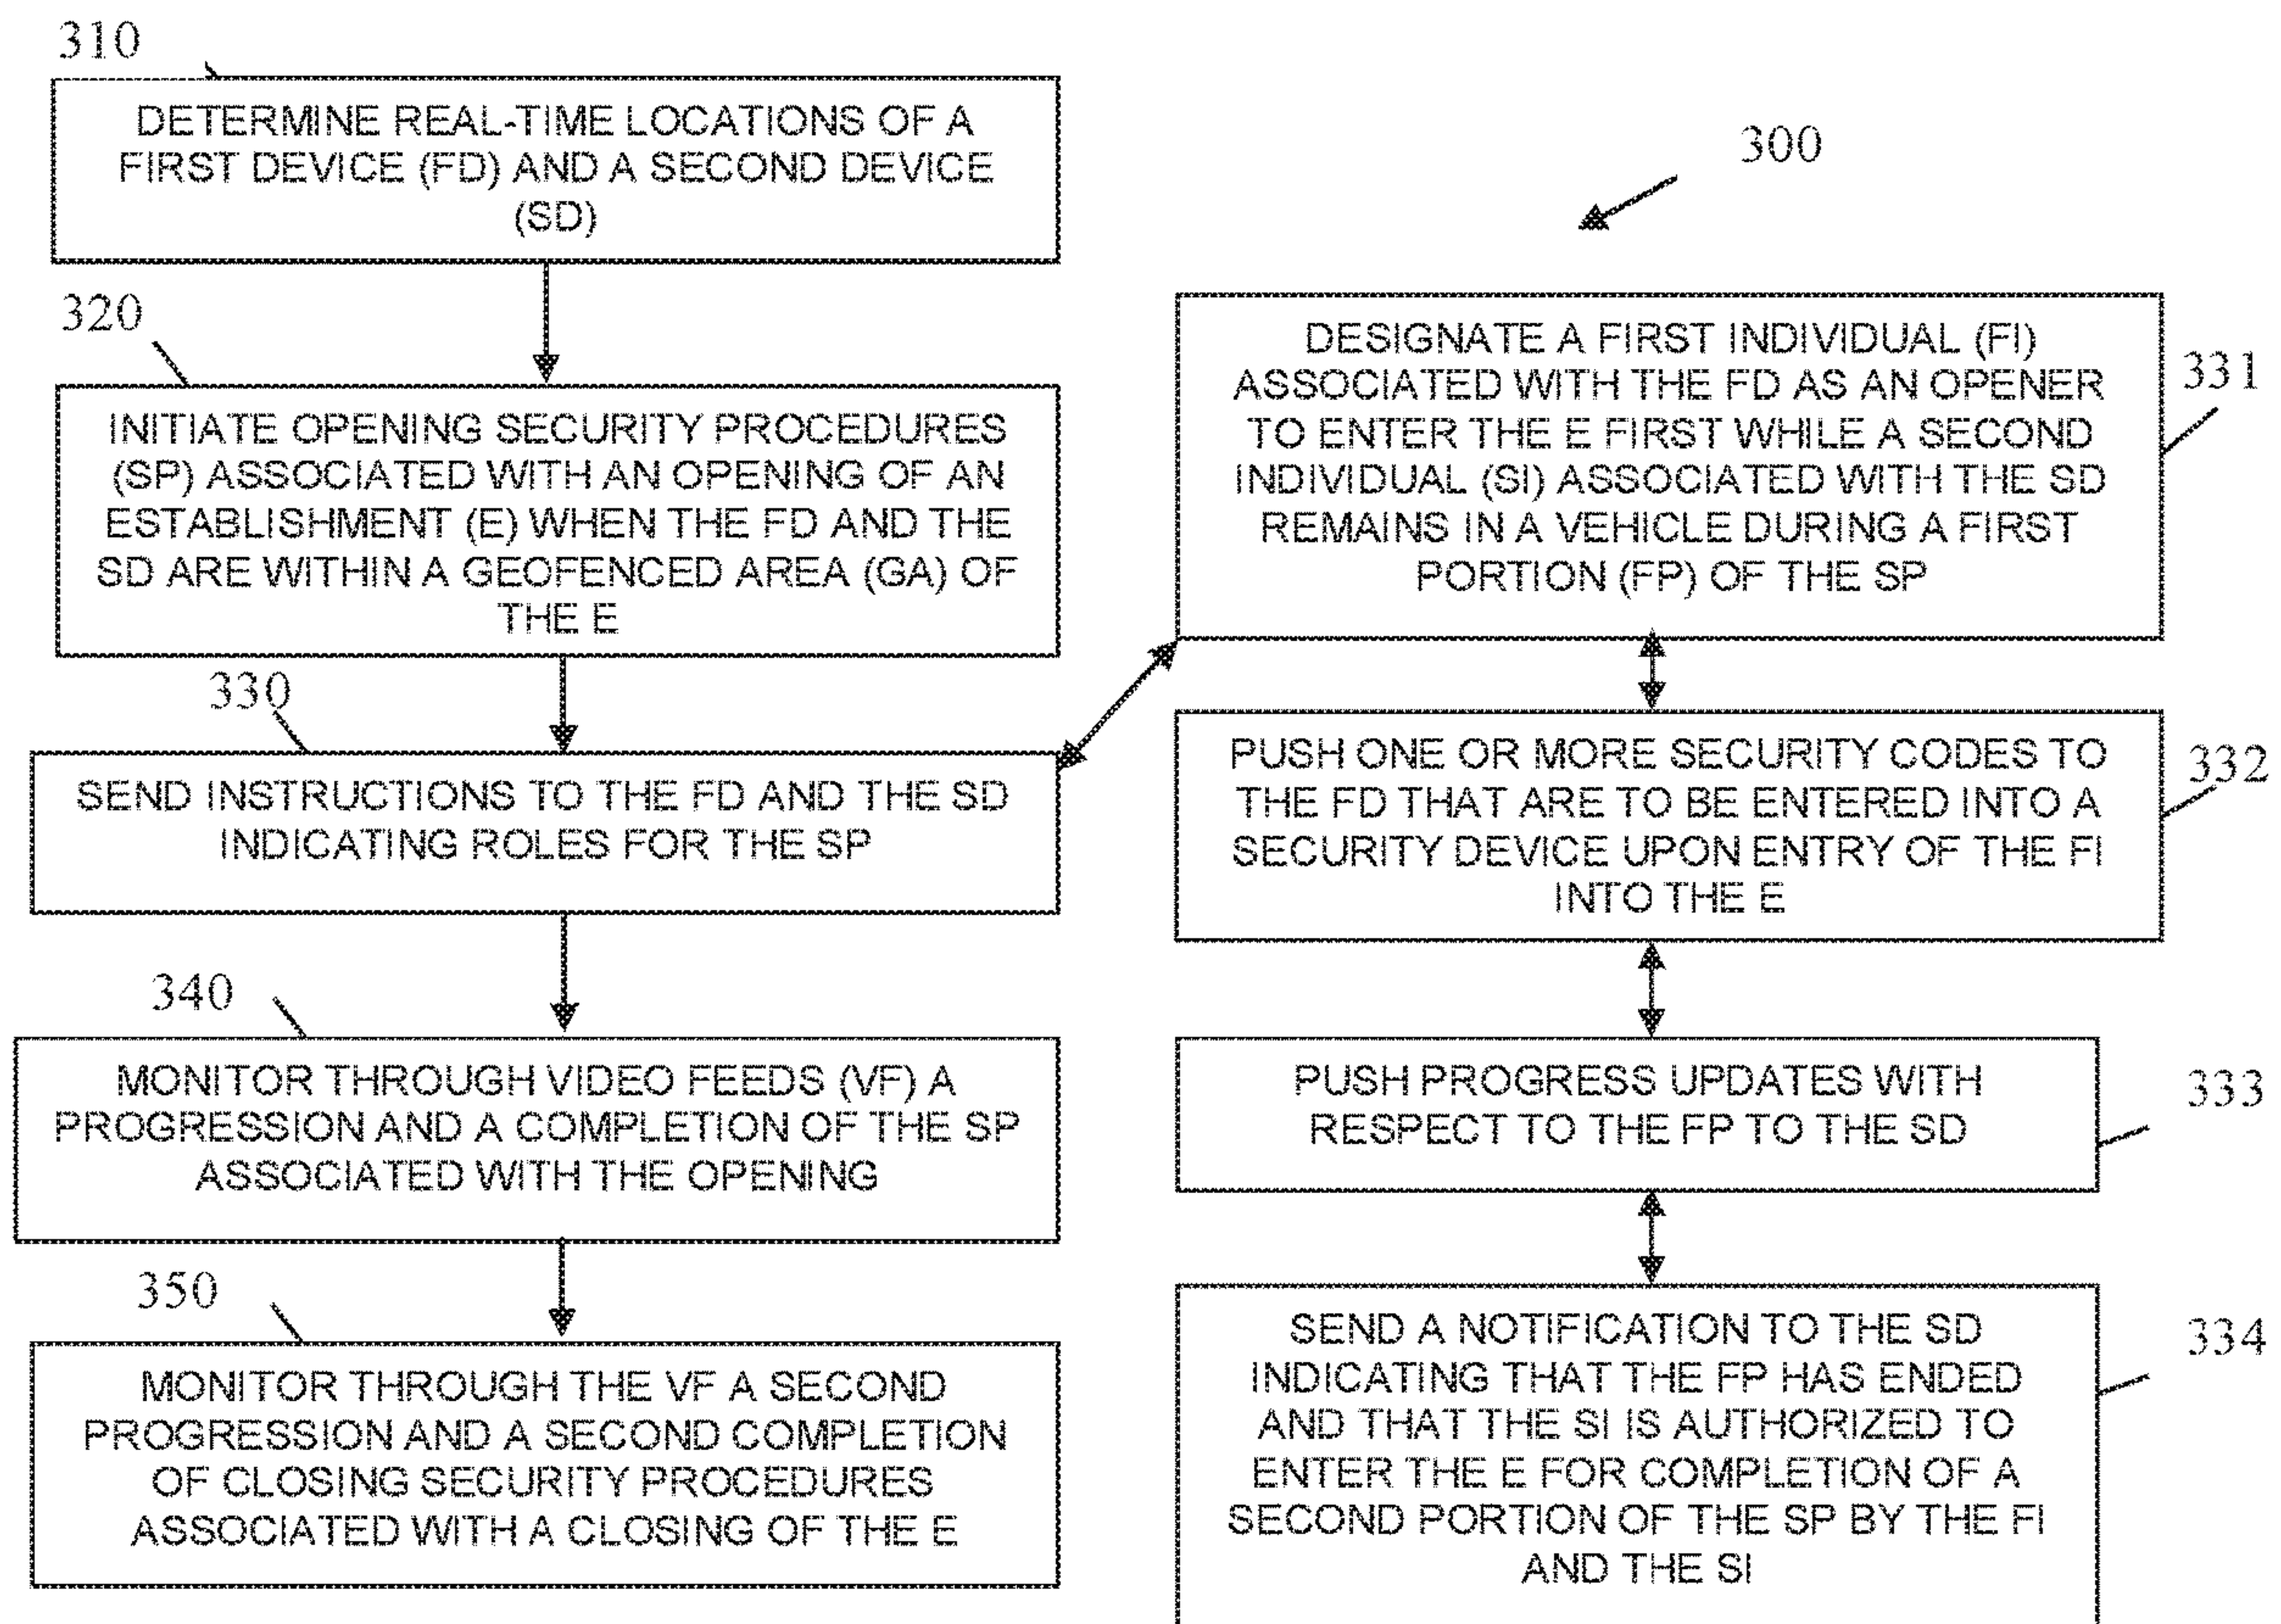 310
DETERMINE REAL-TIME LOCATIONS OF A
FIRST DEVICE (FD) AND A SECOND DEVICE
(SD)
320
INITIATE OPENING SECURITY PROCEDURES
(SP) ASSOCIATED WITH AN OPENING OF AN
ESTABLISHMENT (E) WHEN THE FD AND THE
SD ARE WITHIN A GEOFENCED AREA (GA) OF
THE E
330
SEND INSTRUCTIONS TO THE FD AND THE SD
INDICATING ROLES FOR THE SP
340
MONITOR THROUGH VIDEO FEEDS (VF) A
PROGRESSION AND A COMPLETION OF THE SP
ASSOCIATED WITH THE OPENING
350
MONITOR THROUGH THE VF A SECOND
PROGRESSION AND A SECOND COMPLETION
OF CLOSING SECURITY PROCEDURES
ASSOCIATED WITH A CLOSING OF THE E
300
DESIGNATE A FIRST INDIVIDUAL (FI)
ASSOCIATED WITH THE FD AS AN OPENER
TO ENTER THE E FIRST WHILE A SECOND
INDIVIDUAL (SI) ASSOCIATED WITH THE SD
REMAINS IN A VEHICLE DURING A FIRST
PORTION (FP) OF THE SP
331
PUSH ONE OR MORE SECURITY CODES TO
THE FD THAT ARE TO BE ENTERED INTO A
SECURITY DEVICE UPON ENTRY OF THE FI
INTO THE E
332
PUSH PROGRESS UPDATES WITH
RESPECT TO THE FP TO THE SD
333
SEND A NOTIFICATION TO THE SD
INDICATING THAT THE FP HAS ENDED
AND THAT THE SI IS AUTHORIZED TO
ENTER THE E FOR COMPLETION OF A
SECOND PORTION OF THE SP BY THE FI
AND THE SI
334